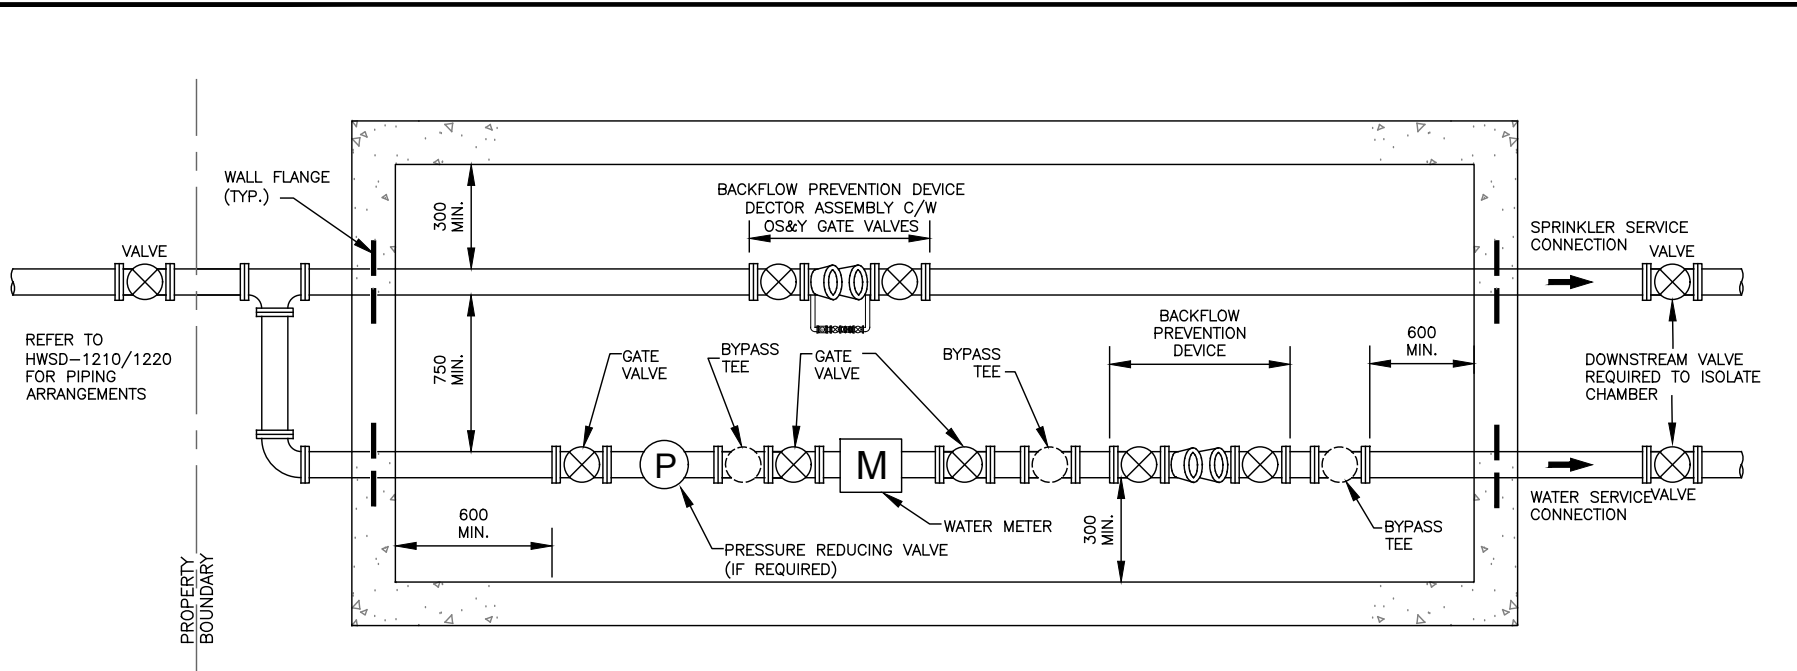 WALL FLANGE
(TYP.)
300
MIN.
BACKFLOW PREVENTION DEVICE
DECTOR ASSEMBLY C/W
OS&Y GATE VALVES
SPRINKLER SERVICE
CONNECTION
VALVE
VALVE
REFER TO
HWSD-1210/1220
FOR PIPING
ARRANGEMENTS
750
MIN.
GATE
VALVE
BYPASS
TEE
GATE
VALVE
BYPASS
TEE
BACKFLOW
PREVENTION
DEVICE
600
MIN.
DOWNSTREAM VALVE
REQUIRED TO ISOLATE
CHAMBER
P
M
600
MIN.
PRESSURE REDUCING VALVE
(IF REQUIRED)
WATER METER
300
MIN.
BYPASS
TEE
WATER SERVICE
CONNECTION
VALVE
PROPERTY
BOUNDARY